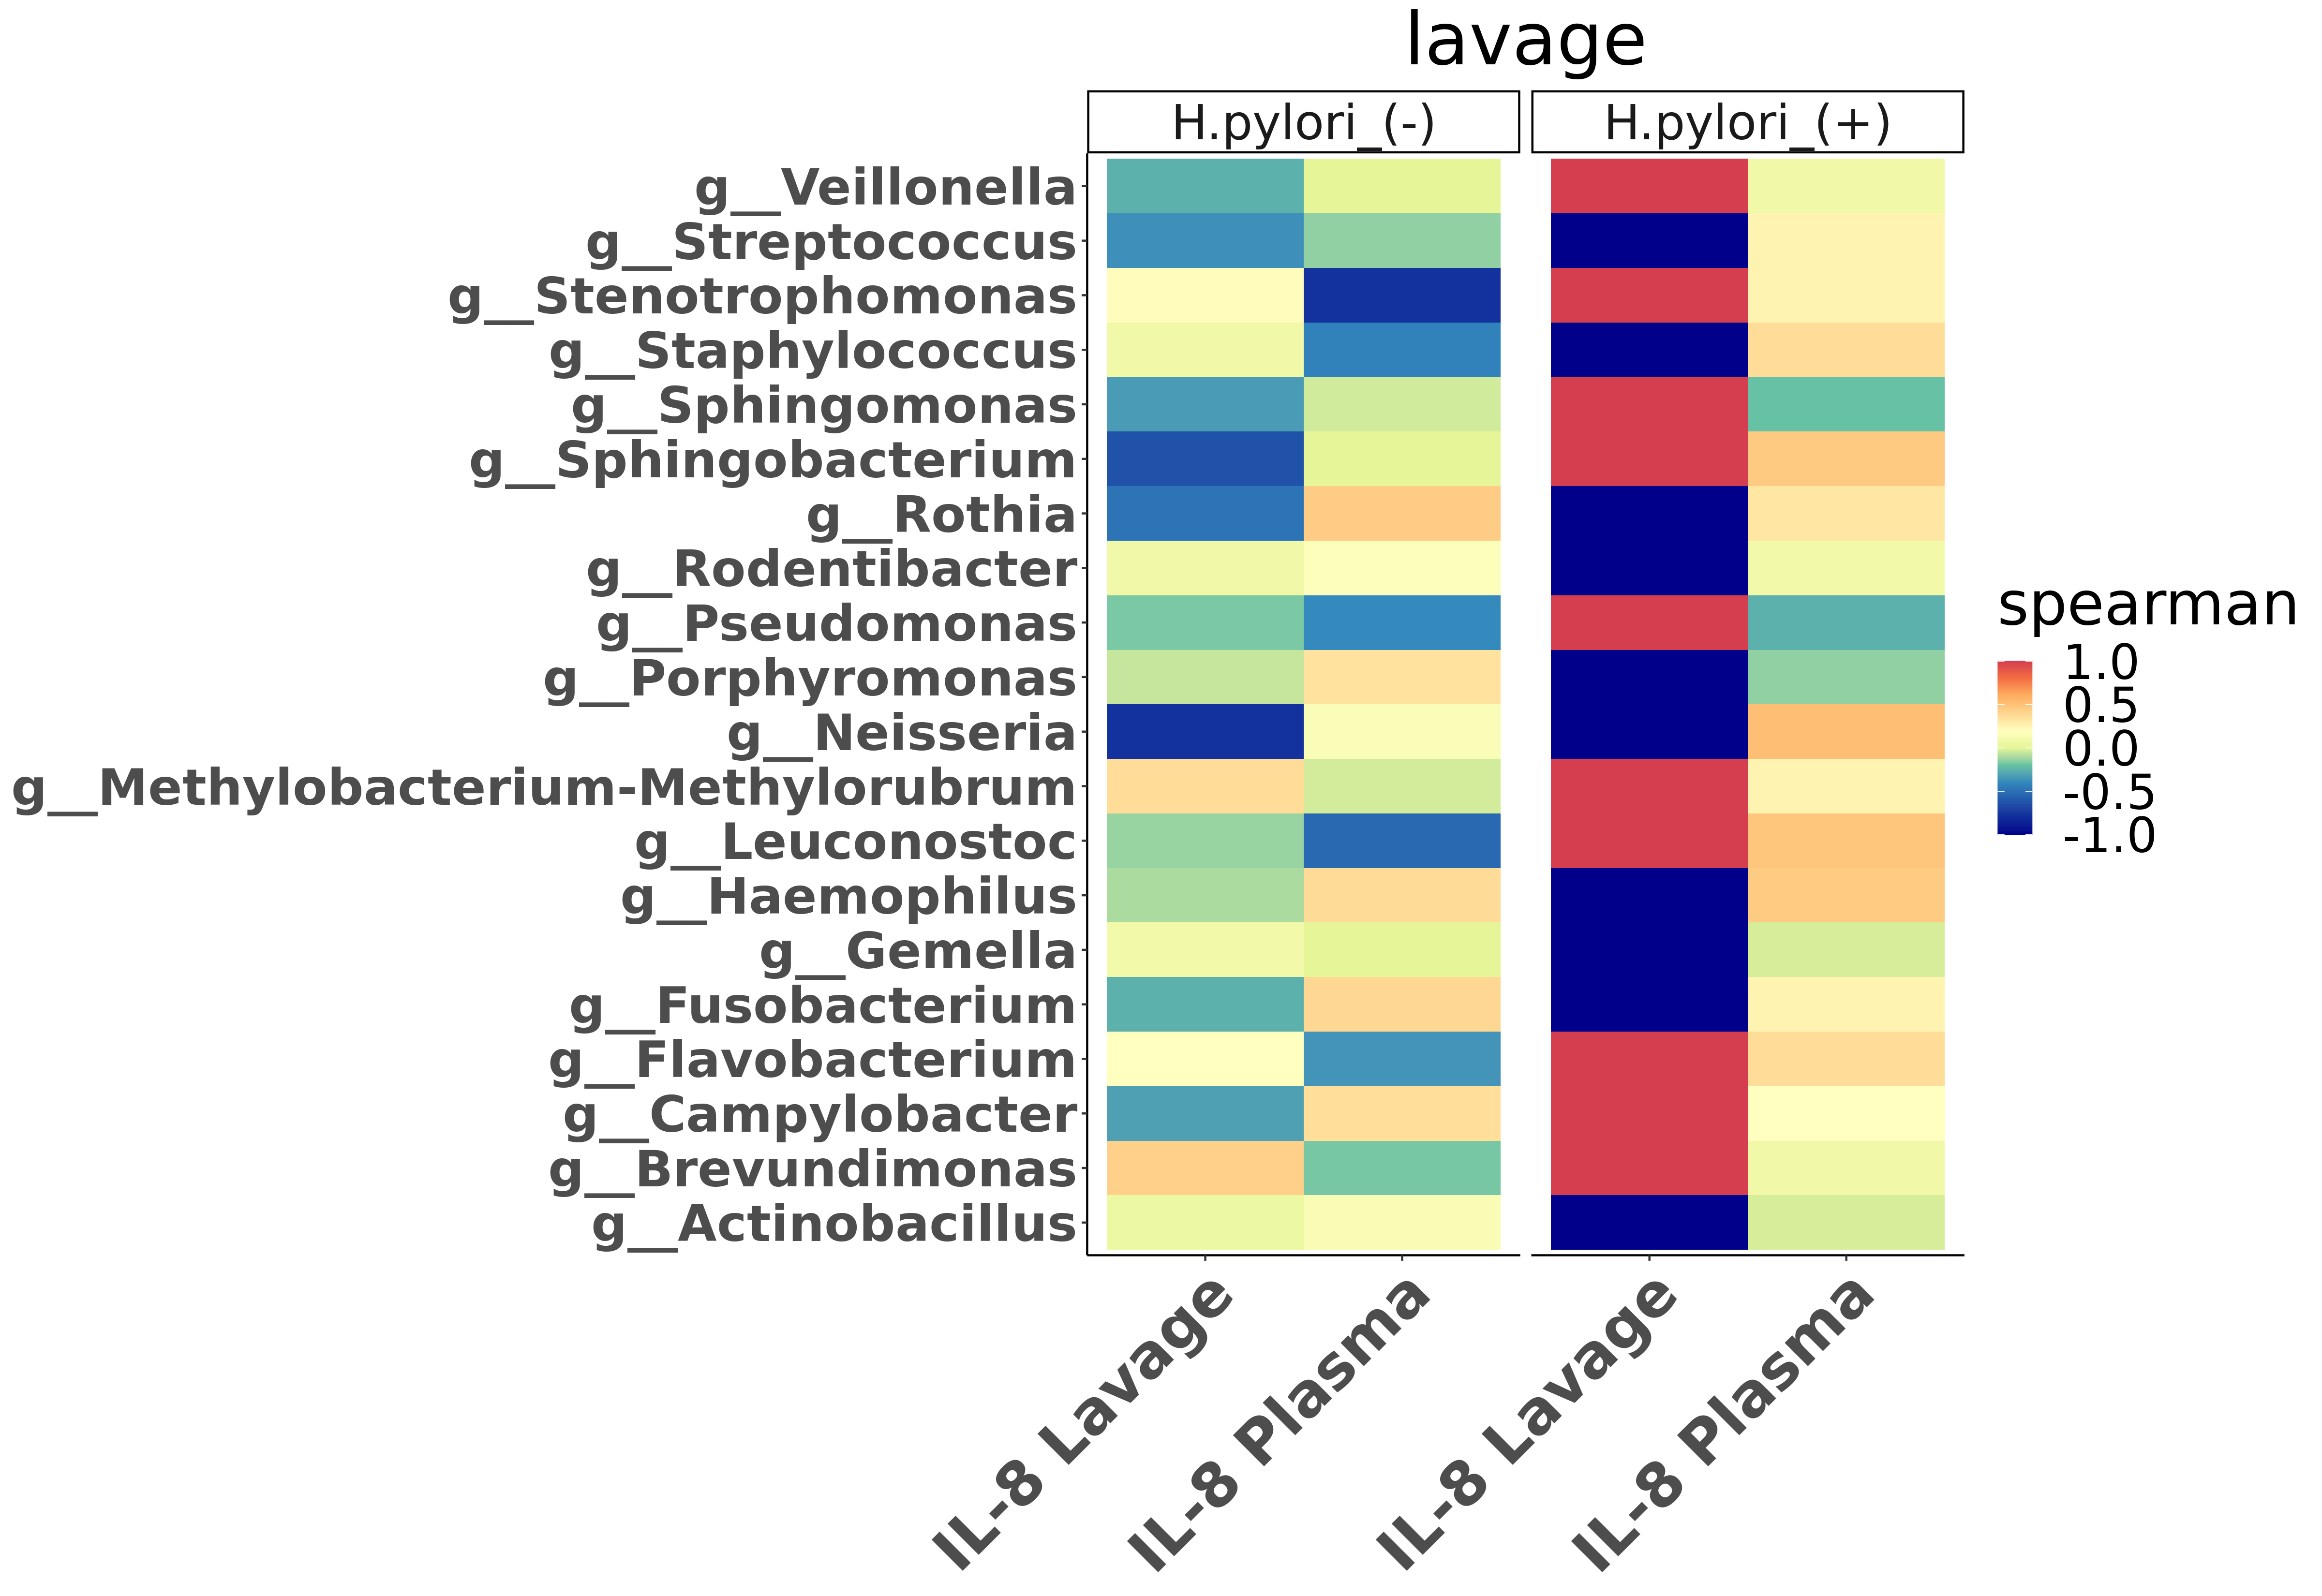 lavage
H.pylori_(-)
H.pylori_(+)
g__Veillonella
g__Streptococcus
g__Stenotrophomonas
g__Staphylococcus
g__Sphingomonas
g__Sphingobacterium
g__Rothia
g__Rodentibacter
g__Pseudomonas
g__Porphyromonas
g__Neisseria
g__Methylobacterium-Methylorubrum
g__Leuconostoc
g__Haemophilus
g__Gemella
g__Fusobacterium
g__Flavobacterium
g__Campylobacter
g__Brevundimonas
g__Actinobacillus
IL-8 Lavage
IL-8 Plasma
IL-8 Lavage
IL-8 Plasma
spearman
1.0
0.5
0.0
-0.5
-1.0